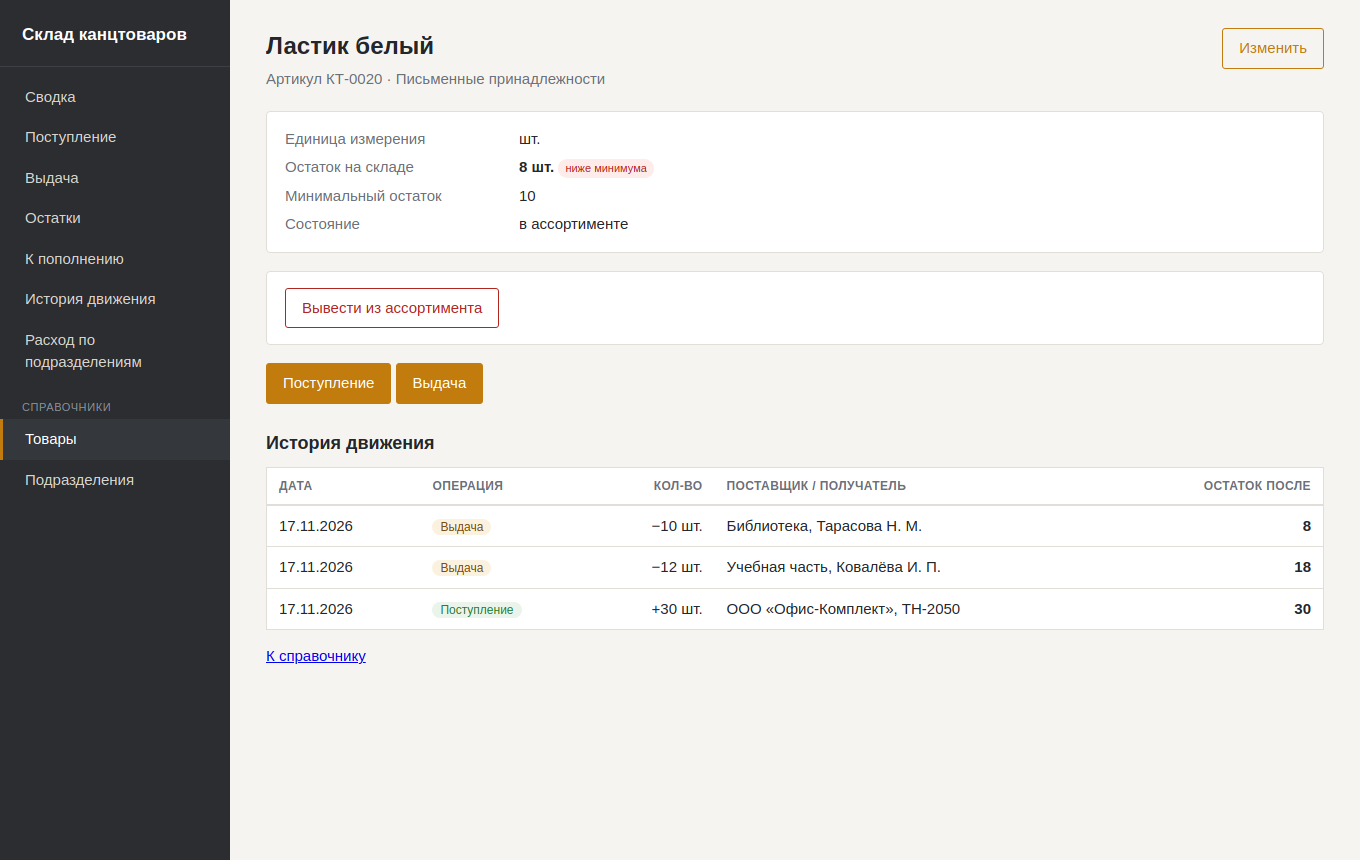 Склад канцтоваров
Сводка
Поступление
Выдача
Остатки
К пополнению
История движения
Расход по
подразделениям
СПРАВОЧНИКИ
Товары
Подразделения
Ластик белый
Изменить
Артикул КТ-0020 · Письменные принадлежности
Единица измерения шт.
Остаток на складе 8 шт. ниже минимума
Минимальный остаток 10
Состояние в ассортименте
Вывести из ассортимента
Поступление Выдача
История движения
ДАТА ОПЕРАЦИЯ КОЛ-ВО ПОСТАВЩИК / ПОЛУЧАТЕЛЬ ОСТАТОК ПОСЛЕ
17.11.2026 Выдача −10 шт. Библиотека, Тарасова Н. М. 8
17.11.2026 Выдача −12 шт. Учебная часть, Ковалёва И. П. 18
17.11.2026 Поступление +30 шт. ООО «Офис-Комплект», ТН-2050 30
К справочнику